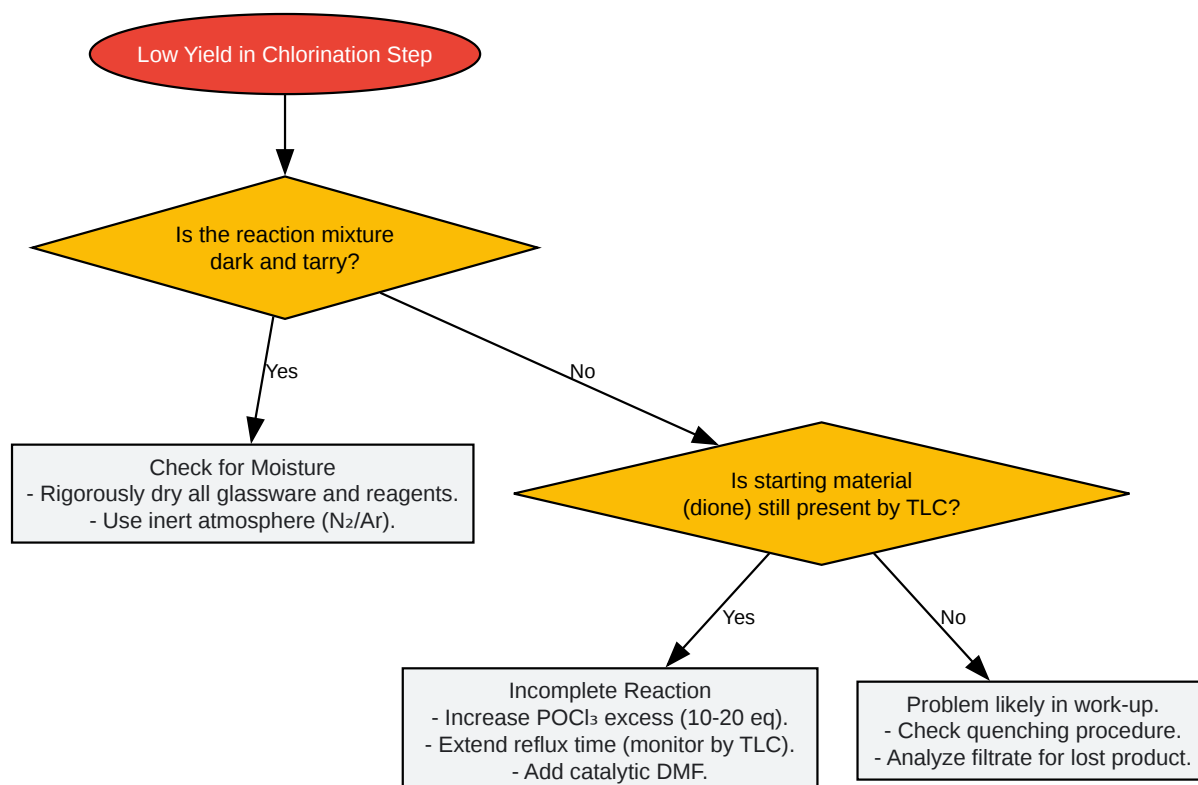 Low Yield in Chlorination Step
Is the reaction mixture
dark and tarry?
Yes
No
Check for Moisture
- Rigorously dry all glassware and reagents.
- Use inert atmosphere (N₂/Ar).
Is starting material
(dione) still present by TLC?
Yes
No
Incomplete Reaction
- Increase POCl₃ excess (10-20 eq).
- Extend reflux time (monitor by TLC).
- Add catalytic DMF.
Problem likely in work-up.
- Check quenching procedure.
- Analyze filtrate for lost product.